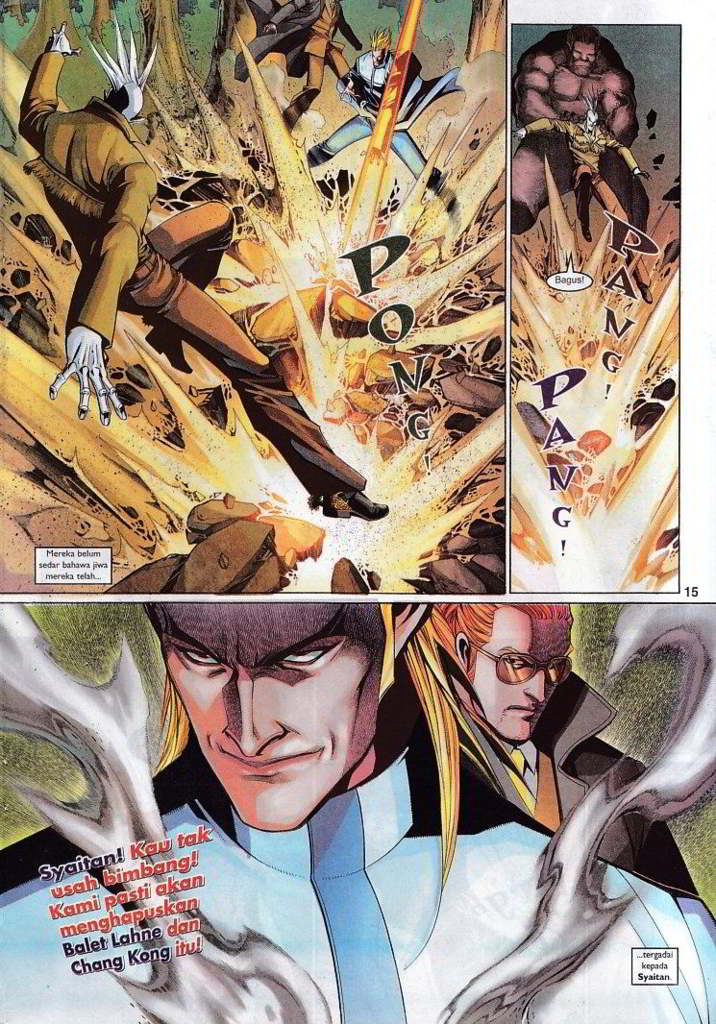 PONG!
Mereka belum
sedar bahawa jiwa
mereka telah...
Bagus!
PANG!
PANG!
15
Syaitan! Kau tak
usah bimbang!
Kami pasti akan
menghapuskan
Balet Lahne dan
Chang Kong itu!
...tergadai
kepada
Syaitan.